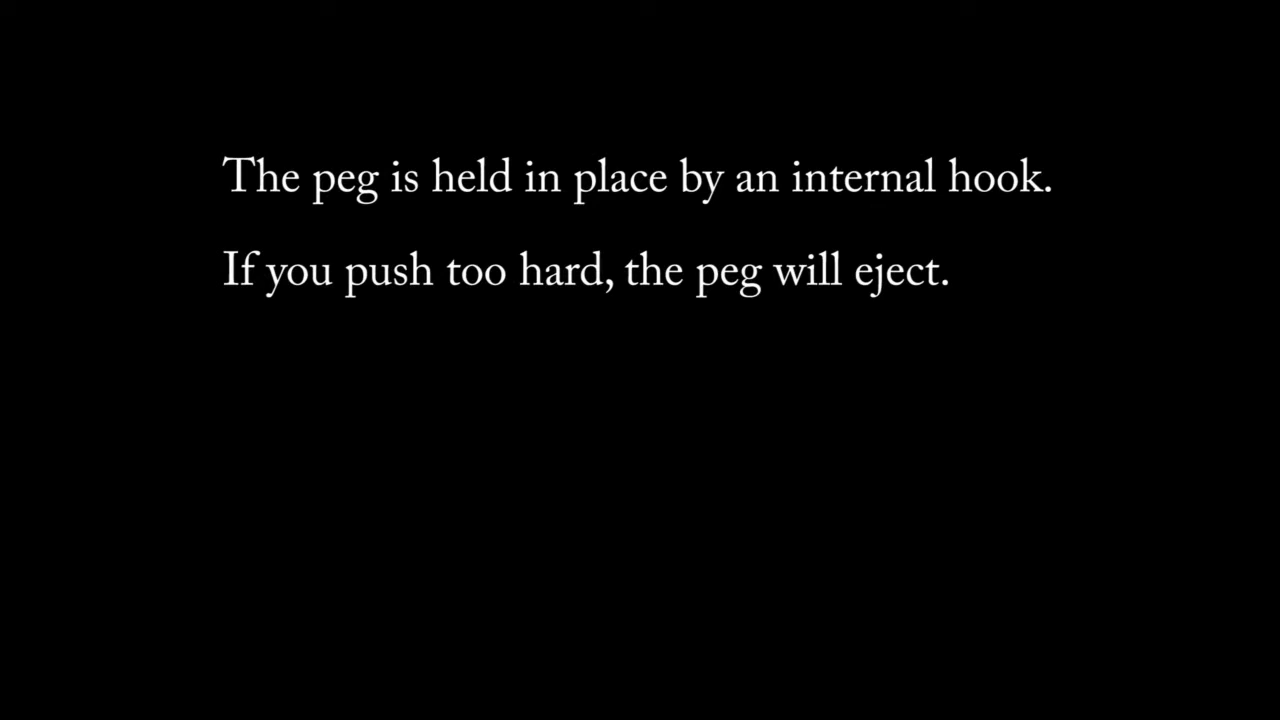 The peg is held in place by an internal hook.
If you push too hard, the peg will eject.